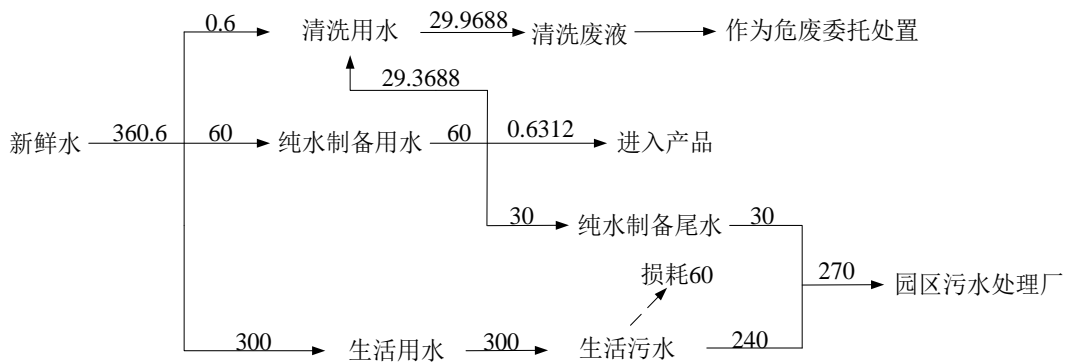 0.6 清洗用水 29.9688 清洗废液 作为危废委托处置
29.3688
新鲜水 360.6 60 纯水制备用水 60 0.6312 进入产品
30 纯水制备尾水 30
损耗60 270 园区污水处理厂
300 生活用水 300 生活污水 240